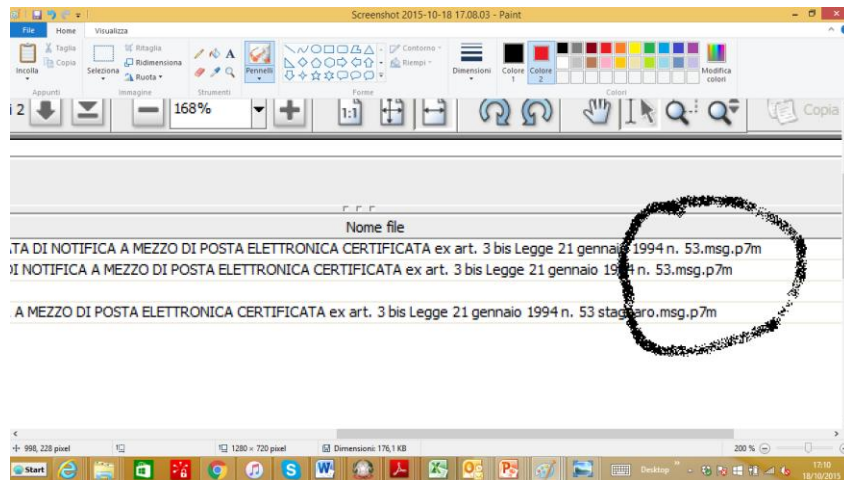 Screenshot 2015-10-18 17.08.03 - Paint
File Home Visualizza
Incolla
Taglia
Copia
Appunti
Seleziona
Ritaglia
Ridimensiona
Ruota
Immagine
A
Strumenti
Pennelli
Contorno
Riempi
Forme
Dimensioni
Colore 1
Colore 2
Modifica colori
Colori
i 2
168%
1:1
Copia
Nome file
TA DI NOTIFICA A MEZZO DI POSTA ELETTRONICA CERTIFICATA ex art. 3 bis Legge 21 gennaio 1994 n. 53.msg.p7m
DI NOTIFICA A MEZZO DI POSTA ELETTRONICA CERTIFICATA ex art. 3 bis Legge 21 gennaio 1994 n. 53.msg.p7m
A MEZZO DI POSTA ELETTRONICA CERTIFICATA ex art. 3 bis Legge 21 gennaio 1994 n. 53 .msg.p7m
998, 228 pixel
1280 × 720 pixel
Dimensioni: 176,1 KB
200 %
Start
Desktop
17:10
18/10/2015